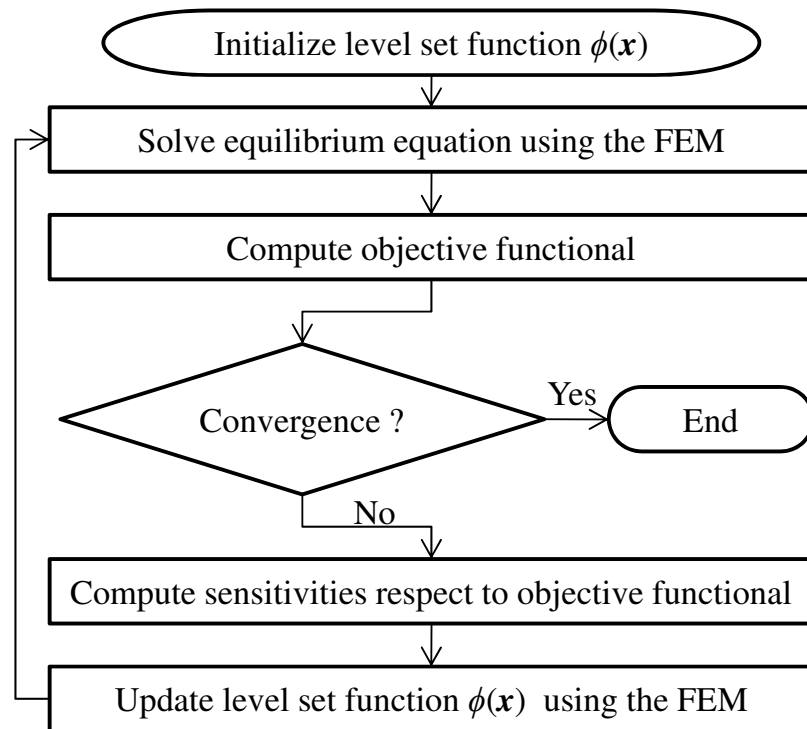 Initialize level set function ϕ(x)
Solve equilibrium equation using the FEM
Compute objective functional
Convergence ?
Yes
End
No
Compute sensitivities respect to objective functional
Update level set function ϕ(x) using the FEM